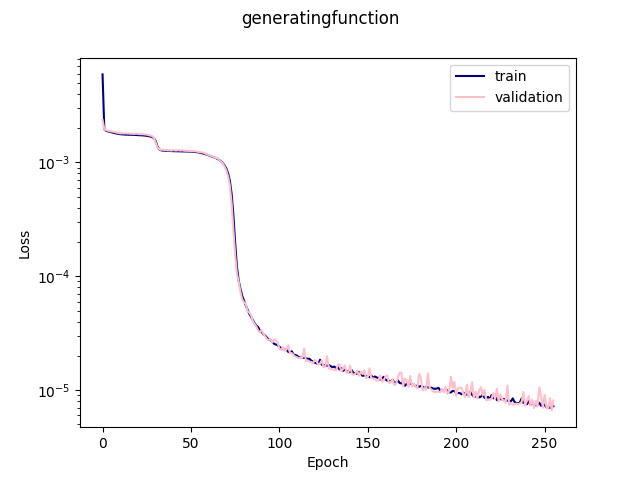 generatingfunction
train
validation
10⁻³
10⁻⁴
10⁻⁵
Loss
0 50 100 150 200 250
Epoch